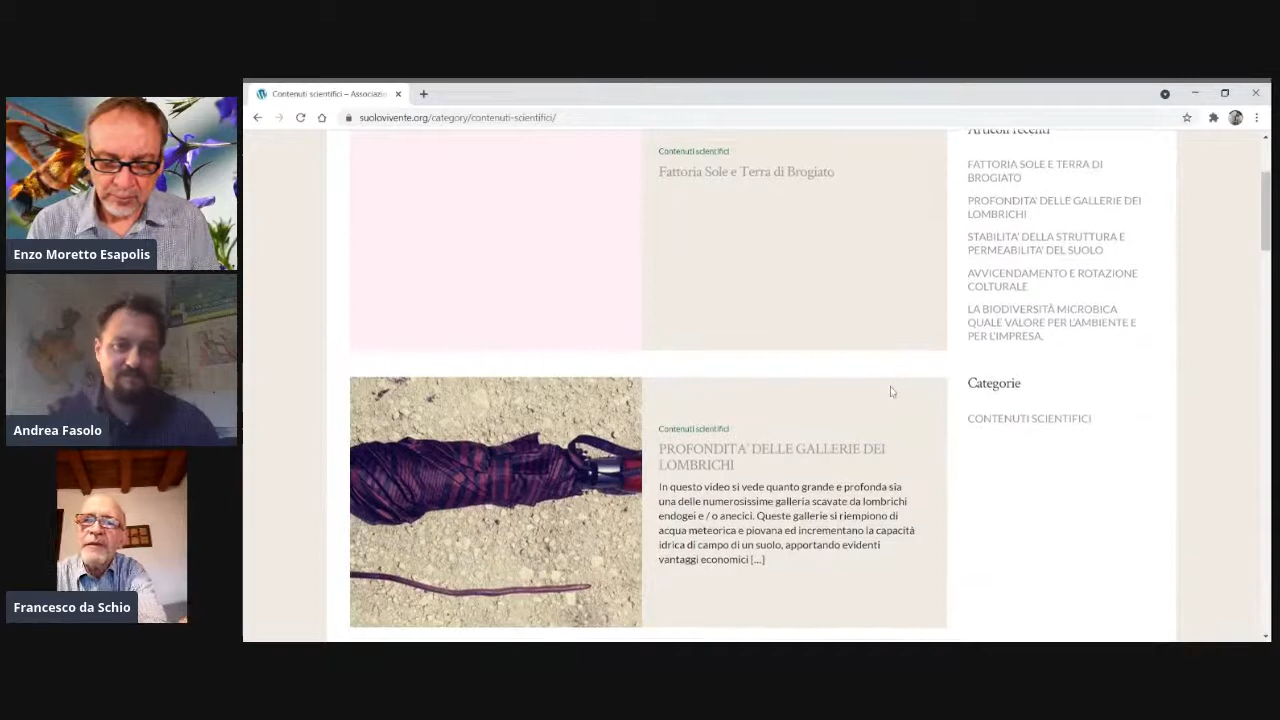 Enzo Moretto Esapolis
Andrea Fasolo
Francesco da Schio
Contenuti scientifici – Associazio
suolovivente.org/category/contenuti-scientifici/
Contenuti scientifici
Fattoria Sole e Terra di Brogiato
Contenuti scientifici
PROFONDITA' DELLE GALLERIE DEI
LOMBRICHI
In questo video si vede quanto grande e profonda sia
una delle numerosissime galleria scavate da lombrichi
endogei e / o anecici. Queste gallerie si riempiono di
acqua meteorica e piovana ed incrementano la capacità
idrica di campo di un suolo, apportando evidenti
vantaggi economici [...]
Articoli recenti
FATTORIA SOLE E TERRA DI
BROGIATO
PROFONDITA' DELLE GALLERIE DEI
LOMBRICHI
STABILITA' DELLA STRUTTURA E
PERMEABILITA' DEL SUOLO
AVVICENDAMENTO E ROTAZIONE
COLTURALE
LA BIODIVERSITÀ MICROBICA
QUALE VALORE PER L'AMBIENTE E
PER L'IMPRESA.
Categorie
CONTENUTI SCIENTIFICI